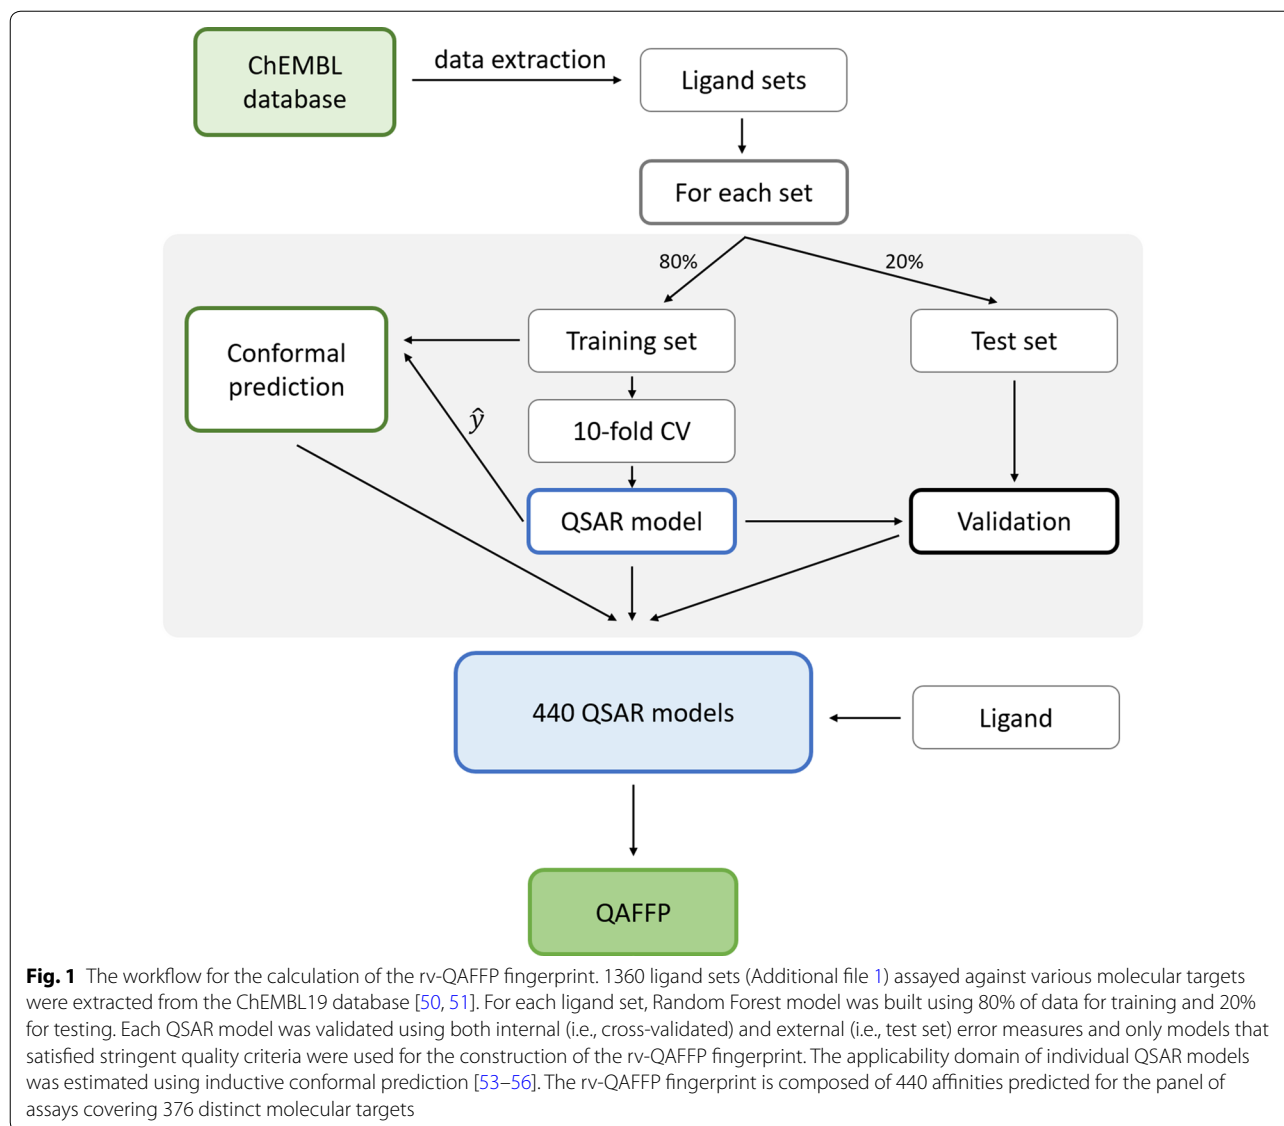 ChEMBL
database
data extraction
Ligand sets
For each set
80%
20%
Conformal
prediction
Training set
Test set
ŷ
10-fold CV
QSAR model
Validation
440 QSAR models
Ligand
QAFFP
Fig. 1 The workflow for the calculation of the rv-QAFFP fingerprint. 1360 ligand sets (Additional file 1) assayed against various molecular targets
were extracted from the ChEMBL19 database [50, 51]. For each ligand set, Random Forest model was built using 80% of data for training and 20%
for testing. Each QSAR model was validated using both internal (i.e., cross-validated) and external (i.e., test set) error measures and only models that
satisfied stringent quality criteria were used for the construction of the rv-QAFFP fingerprint. The applicability domain of individual QSAR models
was estimated using inductive conformal prediction [53–56]. The rv-QAFFP fingerprint is composed of 440 affinities predicted for the panel of
assays covering 376 distinct molecular targets